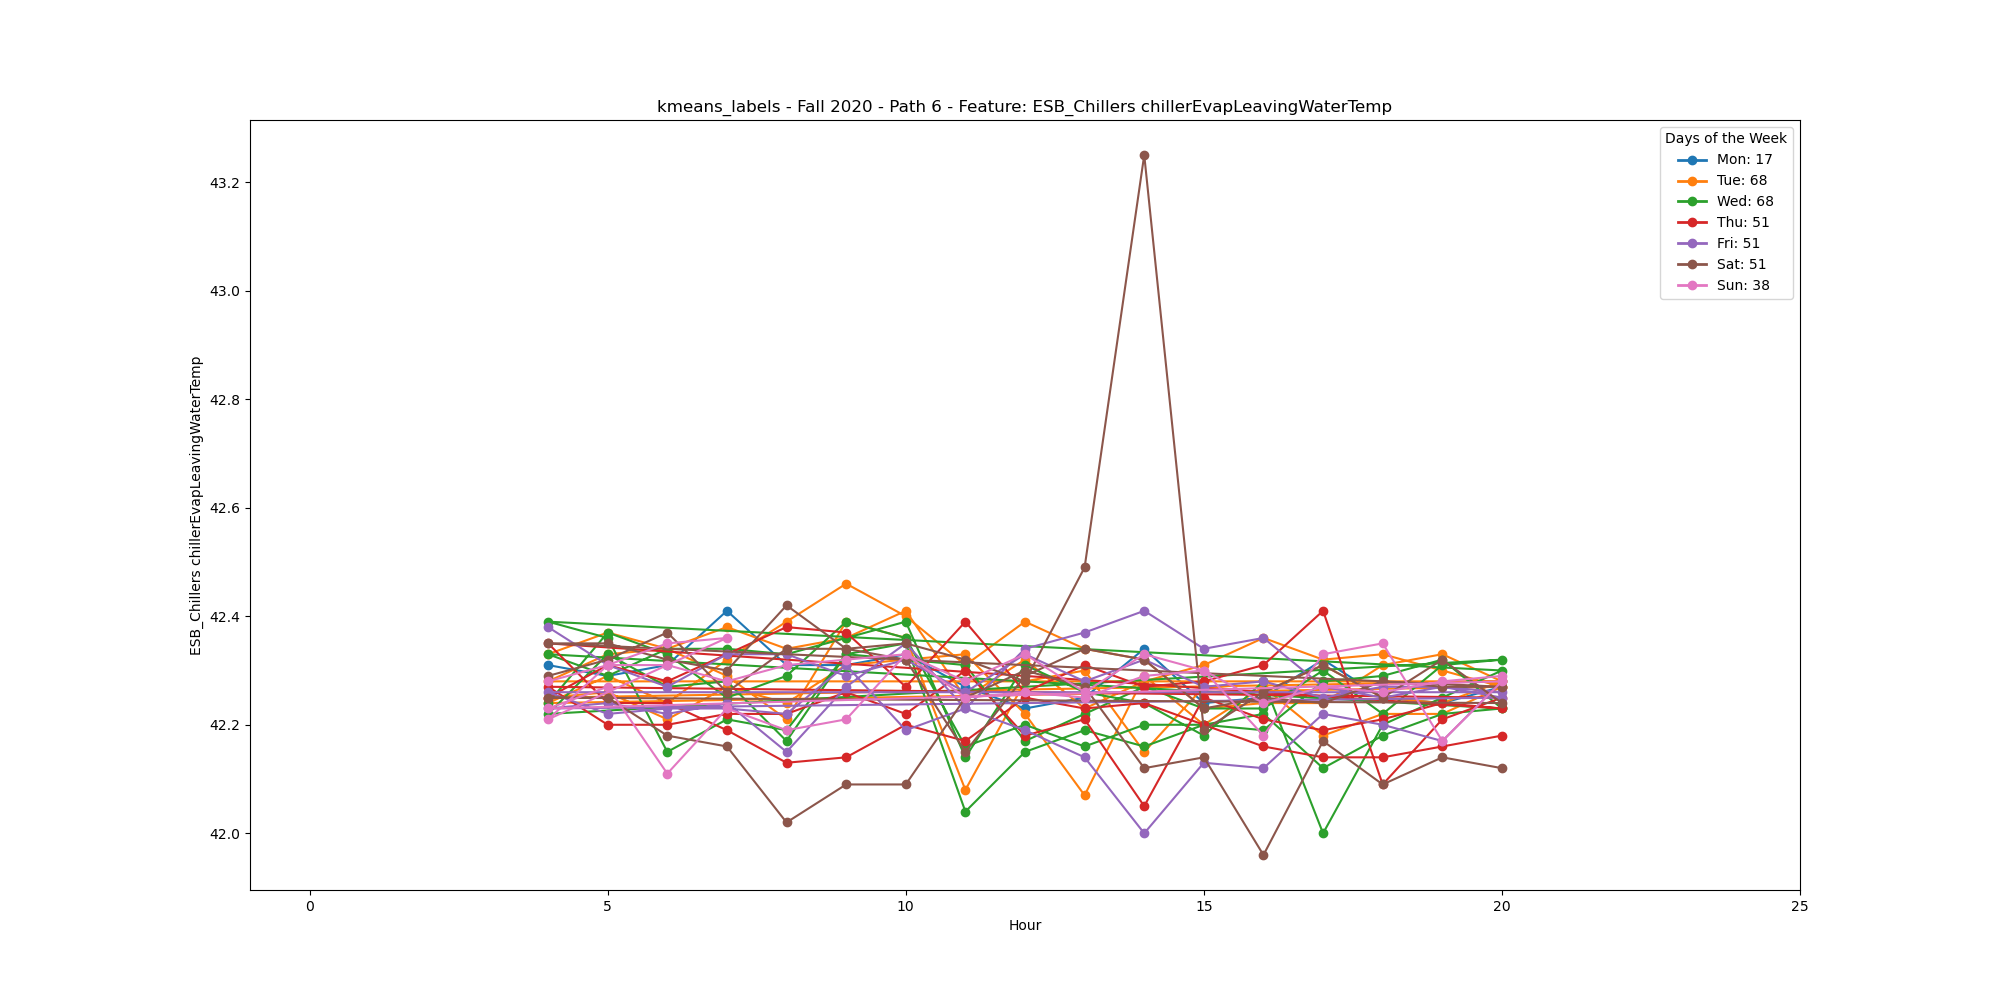 kmeans_labels - Fall 2020 - Path 6 - Feature: ESB_Chillers chillerEvapLeavingWaterTemp
Days of the Week
Mon: 17
Tue: 68
Wed: 68
Thu: 51
Fri: 51
Sat: 51
Sun: 38
ESB_Chillers chillerEvapLeavingWaterTemp
43.2
43.0
42.8
42.6
42.4
42.2
42.0
0 5 10 15 20 25
Hour